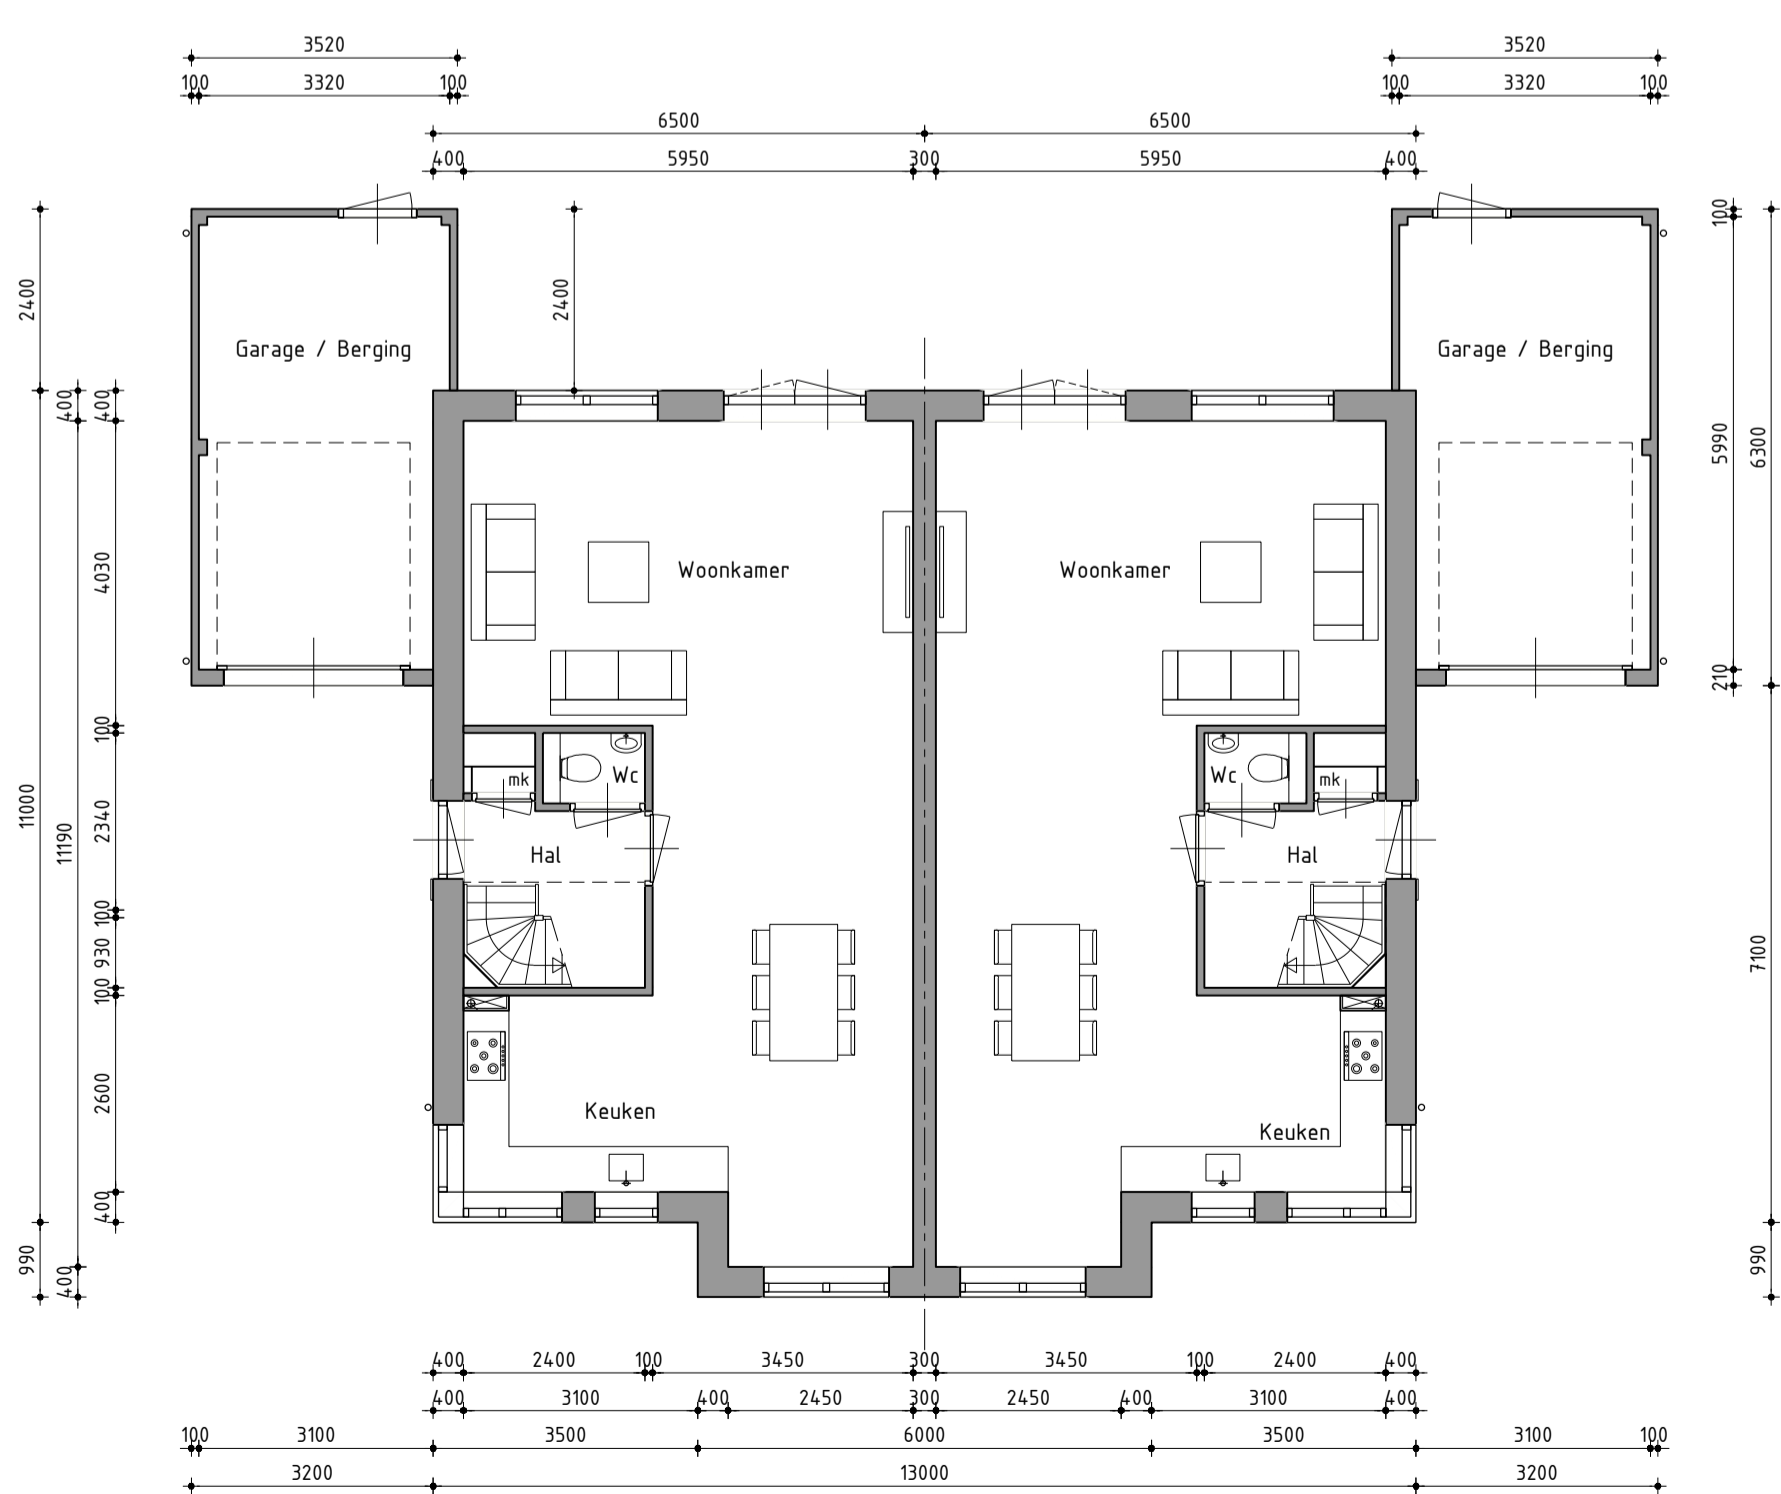 3520 3520
100 3320 100 100 3320 100
6500 6500
400 5950 300 5950 400
2400
2400
100
Garage / Berging
Garage / Berging
400
400
5990
6300
4030
Woonkamer
Woonkamer
210
100
mk
Wc
Wc
mk
11000
11190
2340
Hal
Hal
100
930
7100
100
2600
Keuken
Keuken
400
990
400
990
400 2400 100 3450 300 3450 100 2400 400
400 3100 400 2450 300 2450 400 3100 400
100 3100 3500 6000 3500 3100 100
3200 13000 3200